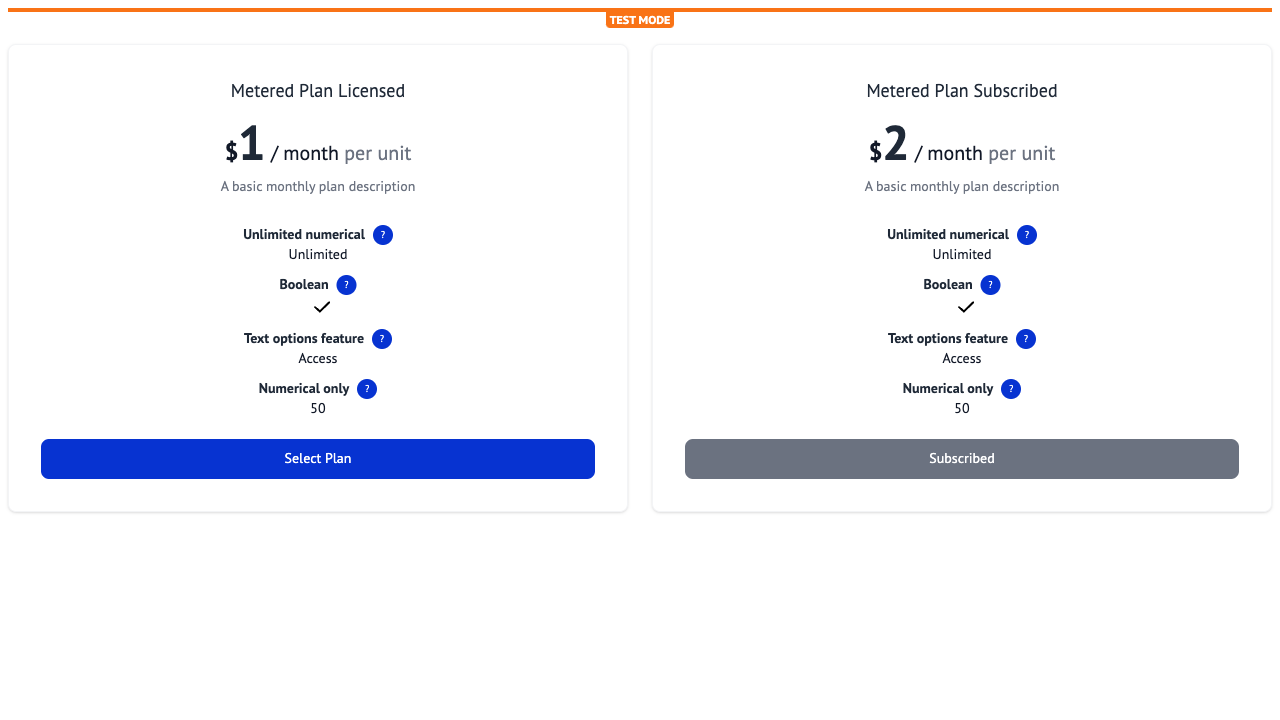 TEST MODE
Metered Plan Licensed
$1 / month per unit
A basic monthly plan description
Unlimited numerical ?
Unlimited
Boolean ?
Text options feature ?
Access
Numerical only ?
50
Select Plan
Metered Plan Subscribed
$2 / month per unit
A basic monthly plan description
Unlimited numerical ?
Unlimited
Boolean ?
Text options feature ?
Access
Numerical only ?
50
Subscribed